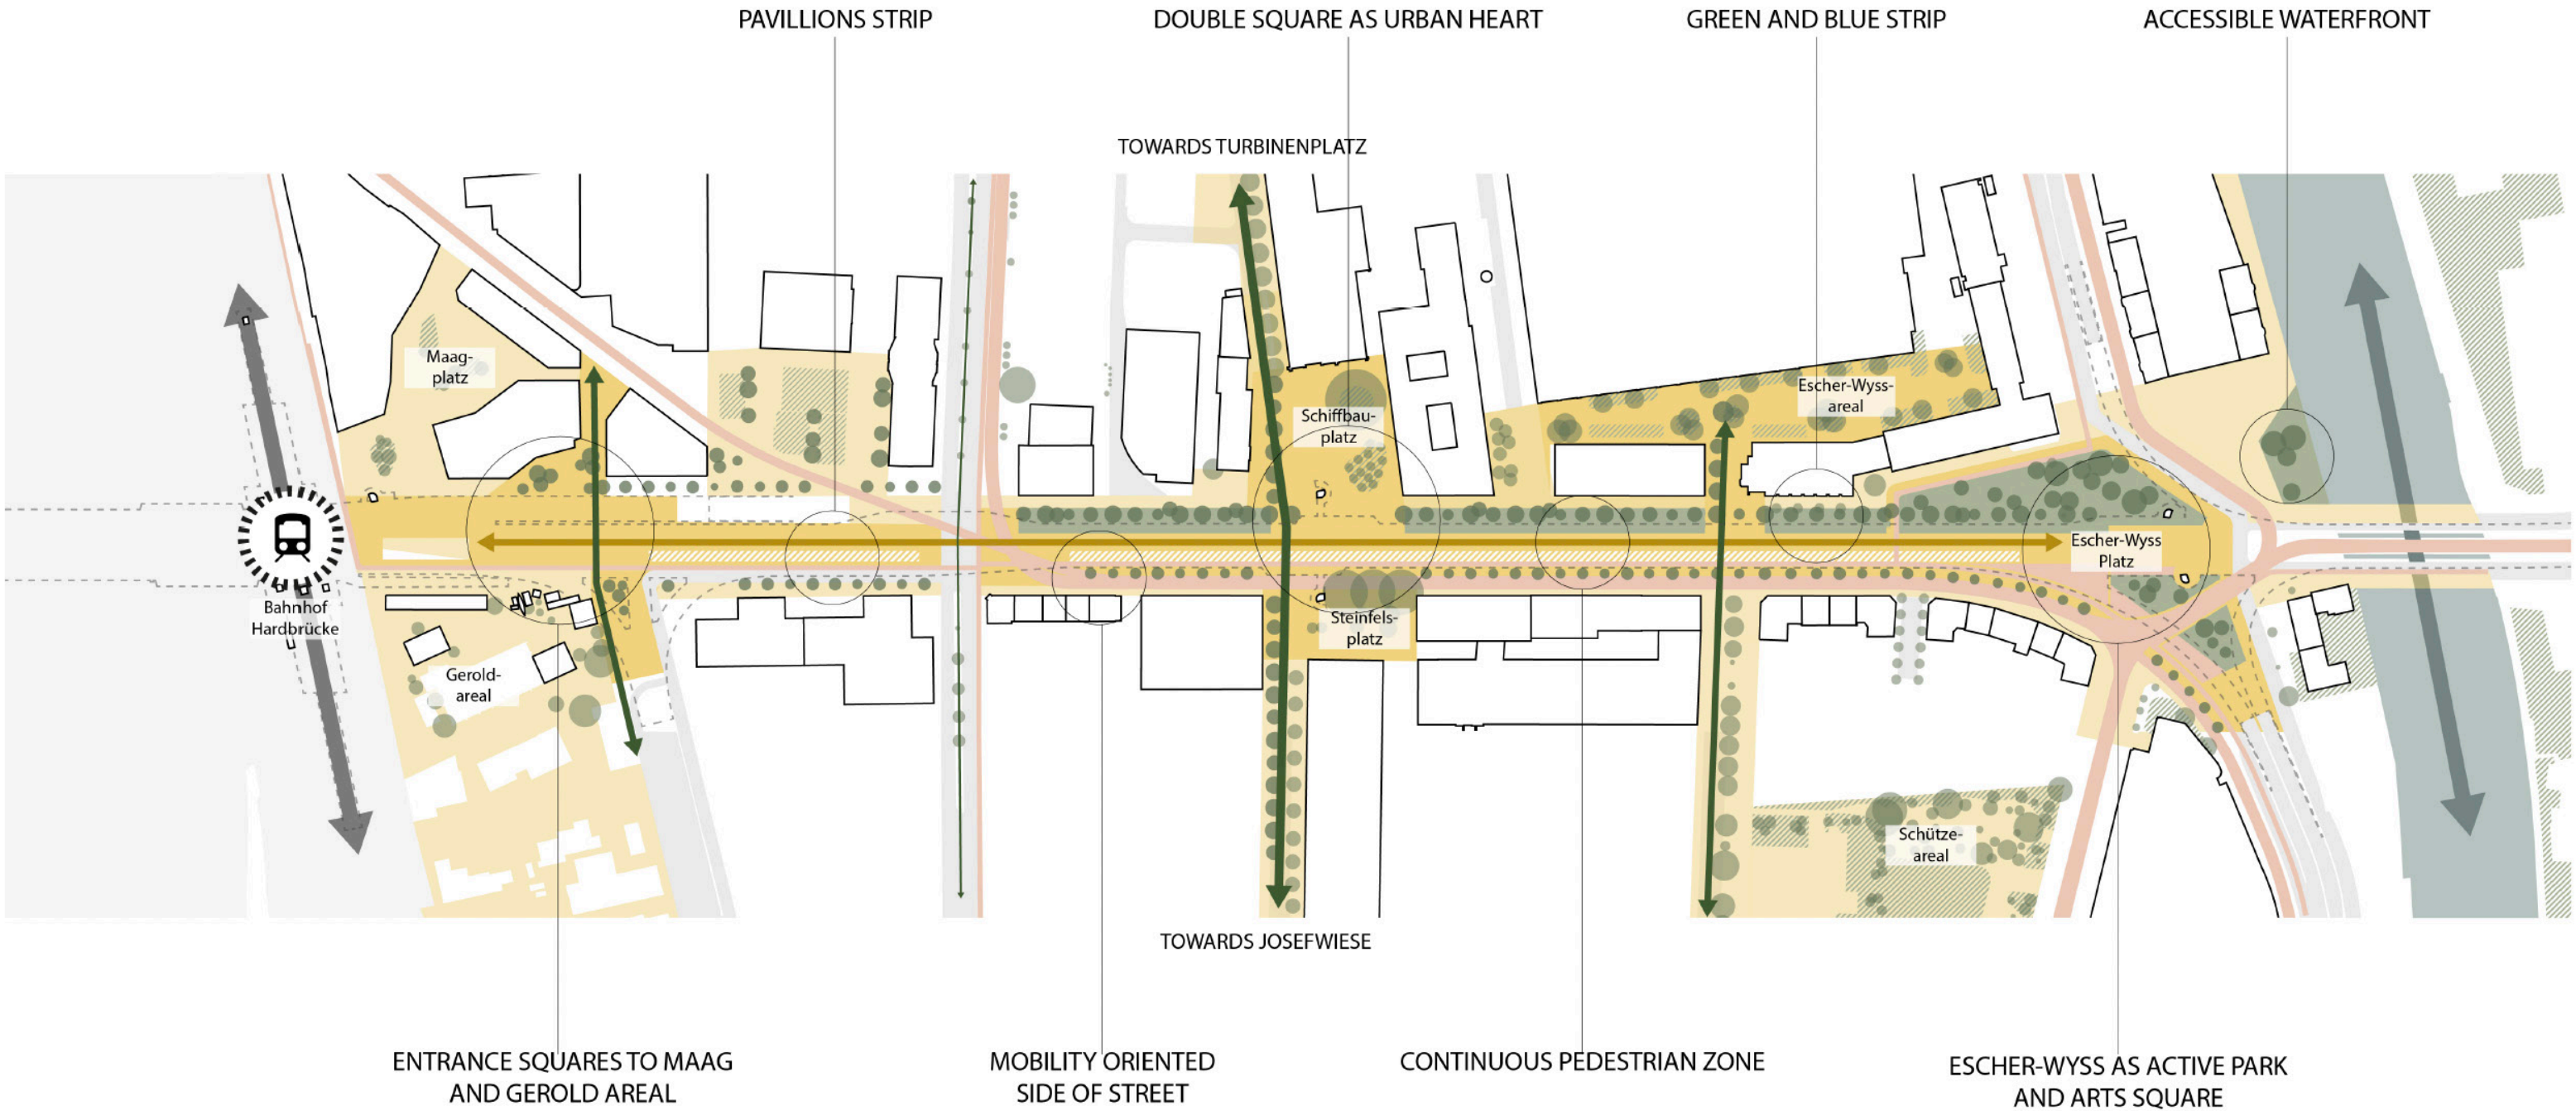 PAVILLIONS STRIP
DOUBLE SQUARE AS URBAN HEART
GREEN AND BLUE STRIP
ACCESSIBLE WATERFRONT
TOWARDS TURBINENPLATZ
Maag-
platz
Schiffbau-
platz
Escher-Wyss-
areal
Escher-Wyss
Platz
Bahnhof
Hardbrücke
Steinfels-
platz
Gerold-
areal
Schütze-
areal
TOWARDS JOSEFWIESE
ENTRANCE SQUARES TO MAAG
AND GEROLD AREAL
MOBILITY ORIENTED
SIDE OF STREET
CONTINUOUS PEDESTRIAN ZONE
ESCHER-WYSS AS ACTIVE PARK
AND ARTS SQUARE